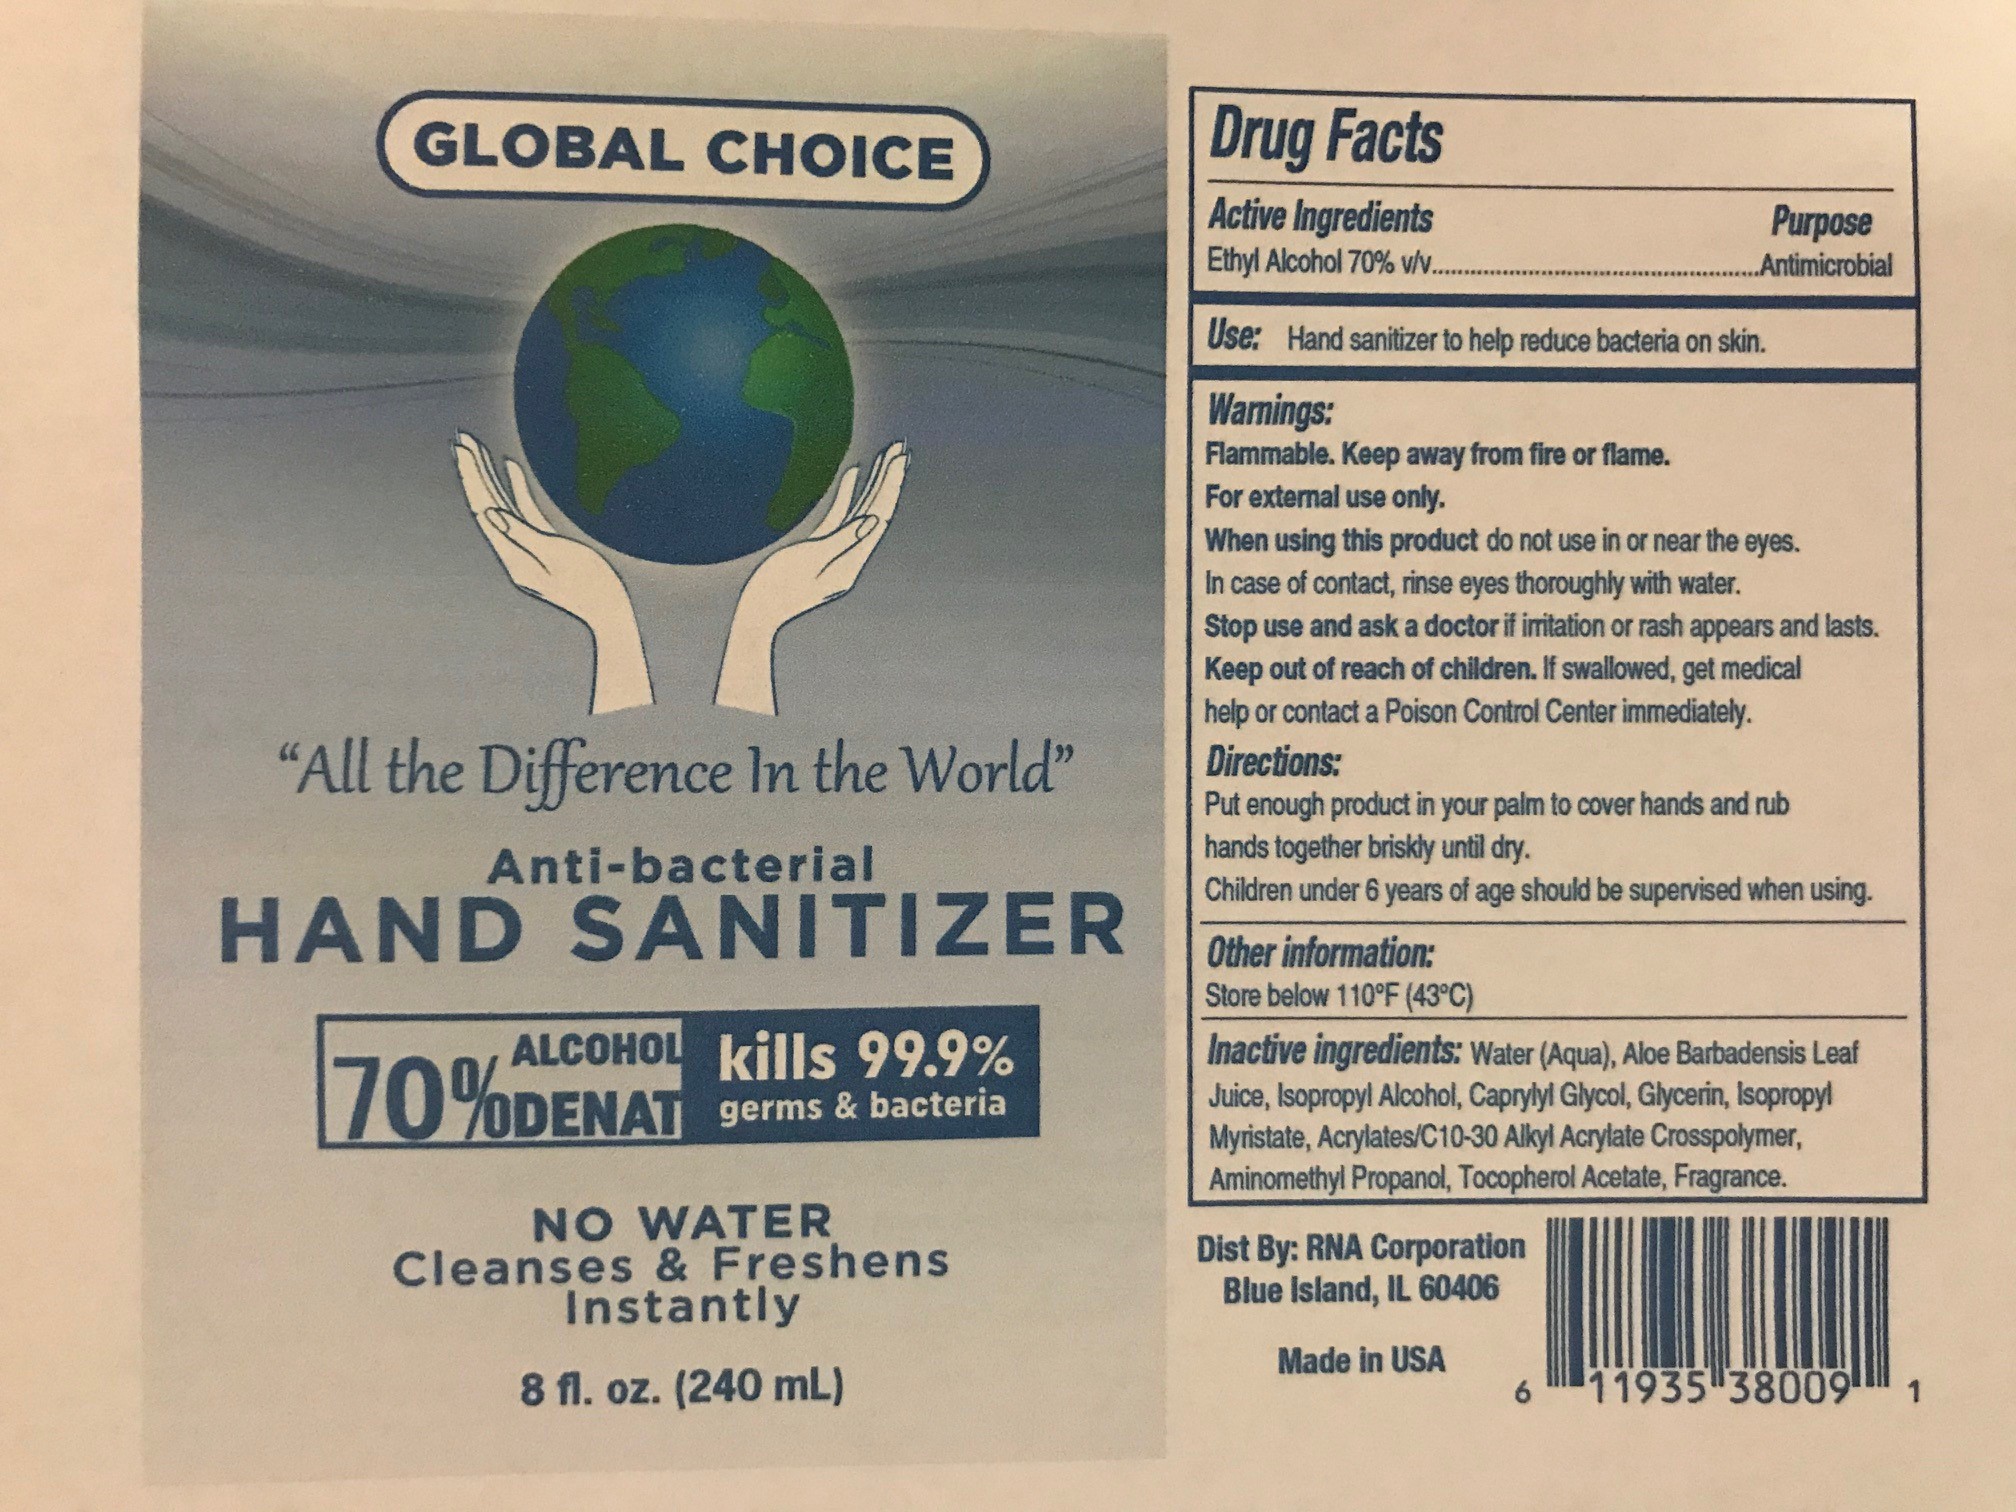 GLOBAL CHOICE
"All the Difference In the World"
Anti-bacterial
HAND SANITIZER
70% ALCOHOL
DENAT
kills 99.9%
germs & bacteria
NO WATER
Cleanses & Freshens
Instantly
8 fl. oz. (240 mL)
Drug Facts
Active Ingredients Purpose
Ethyl Alcohol 70% v/v..........................................................Antimicrobial
Use: Hand sanitizer to help reduce bacteria on skin.
Warnings:
Flammable. Keep away from fire or flame.
For external use only.
When using this product do not use in or near the eyes.
In case of contact, rinse eyes thoroughly with water.
Stop use and ask a doctor if irritation or rash appears and lasts.
Keep out of reach of children. If swallowed, get medical
help or contact a Poison Control Center immediately.
Directions:
Put enough product in your palm to cover hands and rub
hands together briskly until dry.
Children under 6 years of age should be supervised when using.
Other information:
Store below 110°F (43°C)
Inactive ingredients: Water (Aqua), Aloe Barbadensis Leaf
Juice, Isopropyl Alcohol, Caprylyl Glycol, Glycerin, Isopropyl
Myristate, Acrylates/C10-30 Alkyl Acrylate Crosspolymer,
Aminomethyl Propanol, Tocopherol Acetate, Fragrance.
Dist By: RNA Corporation
Blue Island, IL 60406
Made in USA
6 11935 38009 1